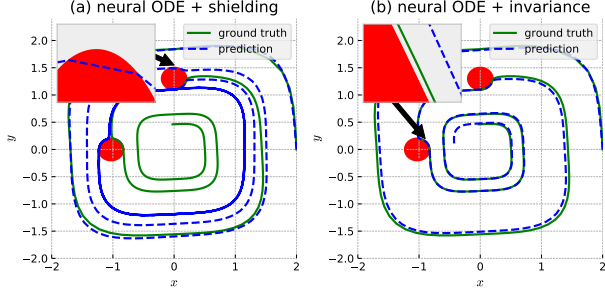 (a) neural ODE + shielding
(b) neural ODE + invariance
ground truth
prediction
ground truth
prediction
y
2.0
1.5
1.0
0.5
0.0
−0.5
−1.0
−1.5
−2.0
−2
−1
0
1
2
x
y
2.0
1.5
1.0
0.5
0.0
−0.5
−1.0
−1.5
−2.0
−2
−1
0
1
2
x